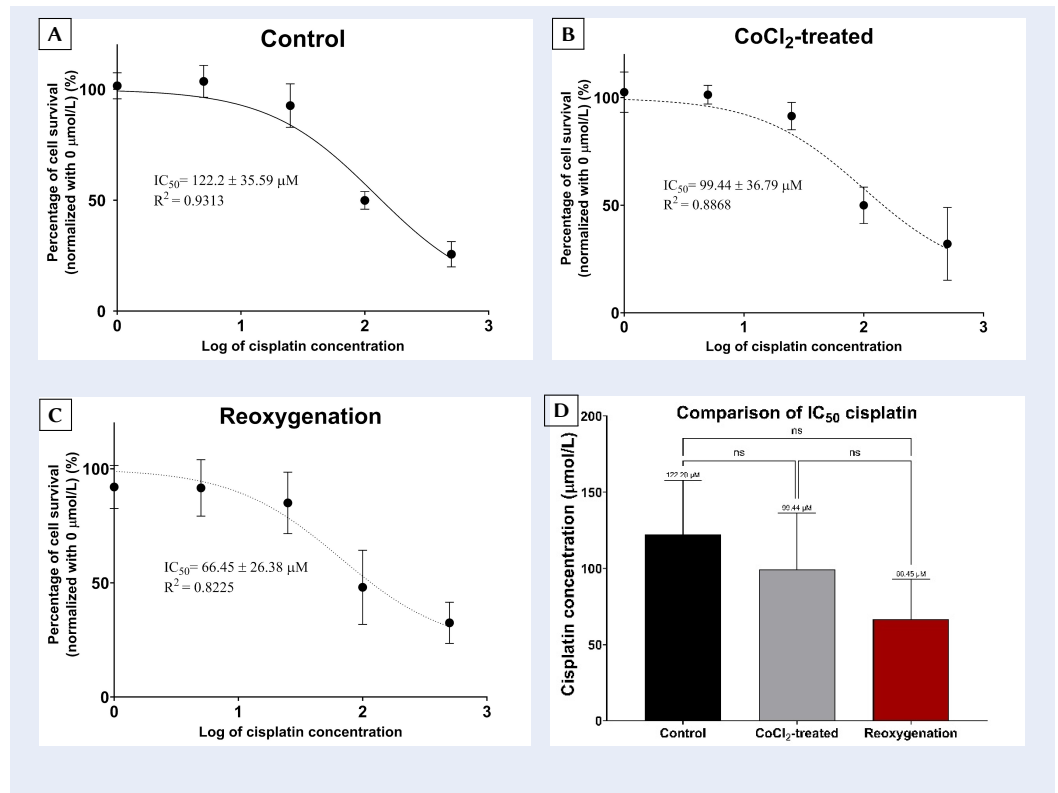 A
Control
Percentage of cell survival
(normalized with 0 μmol/L) (%)
100
50
0
IC50= 122.2 ± 35.59 μM
R2 = 0.9313
0 1 2 3
Log of cisplatin concentration
B
CoCl2-treated
Percentage of cell survival
(normalized with 0 μmol/L) (%)
100
50
0
IC50= 99.44 ± 36.79 μM
R2 = 0.8868
0 1 2 3
Log of cisplatin concentration
C
Reoxygenation
Percentage of cell survival
(normalized with 0 μmol/L) (%)
100
50
0
IC50= 66.45 ± 26.38 μM
R2 = 0.8225
0 1 2 3
Log of cisplatin concentration
D
Comparison of IC50 cisplatin
Cisplatin concentration (μmol/L)
200
150
100
50
0
ns
ns ns
122.20 μM
99.44 μM
66.45 μM
Control CoCl2-treated Reoxygenation